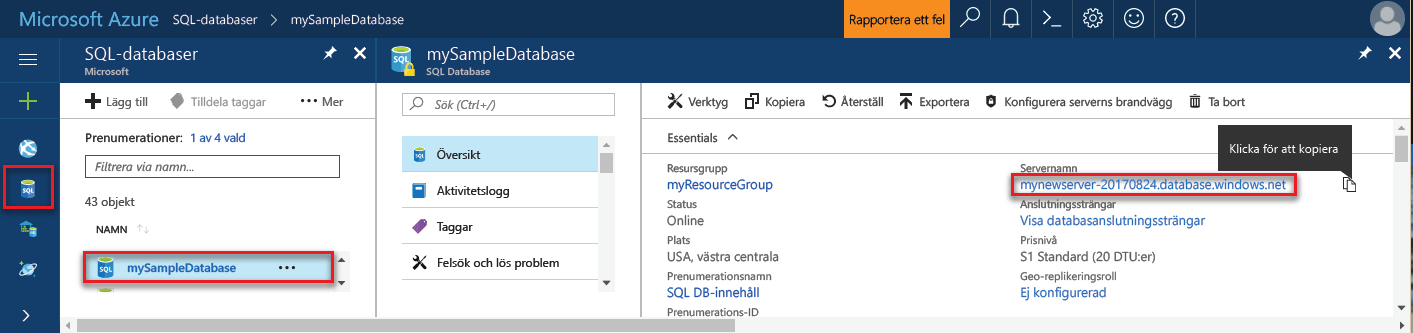 Microsoft Azure SQL-databaser > mySampleDatabase
Rapportera ett fel
SQL-databaser
Microsoft
Lägg till
Tilldela taggar
Mer
Prenumerationer: 1 av 4 vald
Filtrera via namn...
43 objekt
NAMN
mySampleDatabase
mySampleDatabase
SQL Database
Sök (Ctrl+/)
Översikt
Aktivitetslogg
Taggar
Felsök och lös problem
Verktyg
Kopiera
Återställ
Exportera
Konfigurera serverns brandvägg
Ta bort
Essentials
Klicka för att kopiera
Resursgrupp
myResourceGroup
Status
Online
Plats
USA, västra centrala
Prenumerationsnamn
SQL DB-innehåll
Prenumerations-ID
Servernamn
mynewserver-20170824.database.windows.net
Anslutningssträngar
Visa databasanslutningssträngar
Prisnivå
S1 Standard (20 DTU:er)
Geo-replikeringsroll
Ej konfigurerad